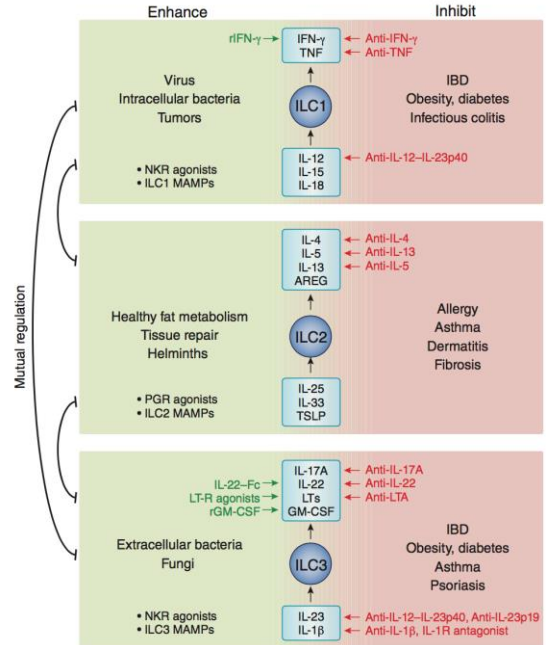 Enhance
Inhibit
rIFN-γ
IFN-γ
TNF
Anti-IFN-γ
Anti-TNF
Virus
Intracellular bacteria
Tumors
ILC1
IBD
Obesity, diabetes
Infectious colitis
• NKR agonists
• ILC1 MAMPs
IL-12
IL-15
IL-18
Anti-IL-12–IL-23p40
Mutual regulation
IL-4
IL-5
IL-13
AREG
Anti-IL-4
Anti-IL-13
Anti-IL-5
Healthy fat metabolism
Tissue repair
Helminths
ILC2
Allergy
Asthma
Dermatitis
Fibrosis
• PGR agonists
• ILC2 MAMPs
IL-25
IL-33
TSLP
IL-22–Fc
LT-R agonists
rGM-CSF
IL-17A
IL-22
LTs
GM-CSF
Anti-IL-17A
Anti-IL-22
Anti-LTA
Extracellular bacteria
Fungi
ILC3
IBD
Obesity, diabetes
Asthma
Psoriasis
• NKR agonists
• ILC3 MAMPs
IL-23
IL-1β
Anti-IL-12–IL-23p40, Anti-IL-23p19
Anti-IL-1β, IL-1R antagonist